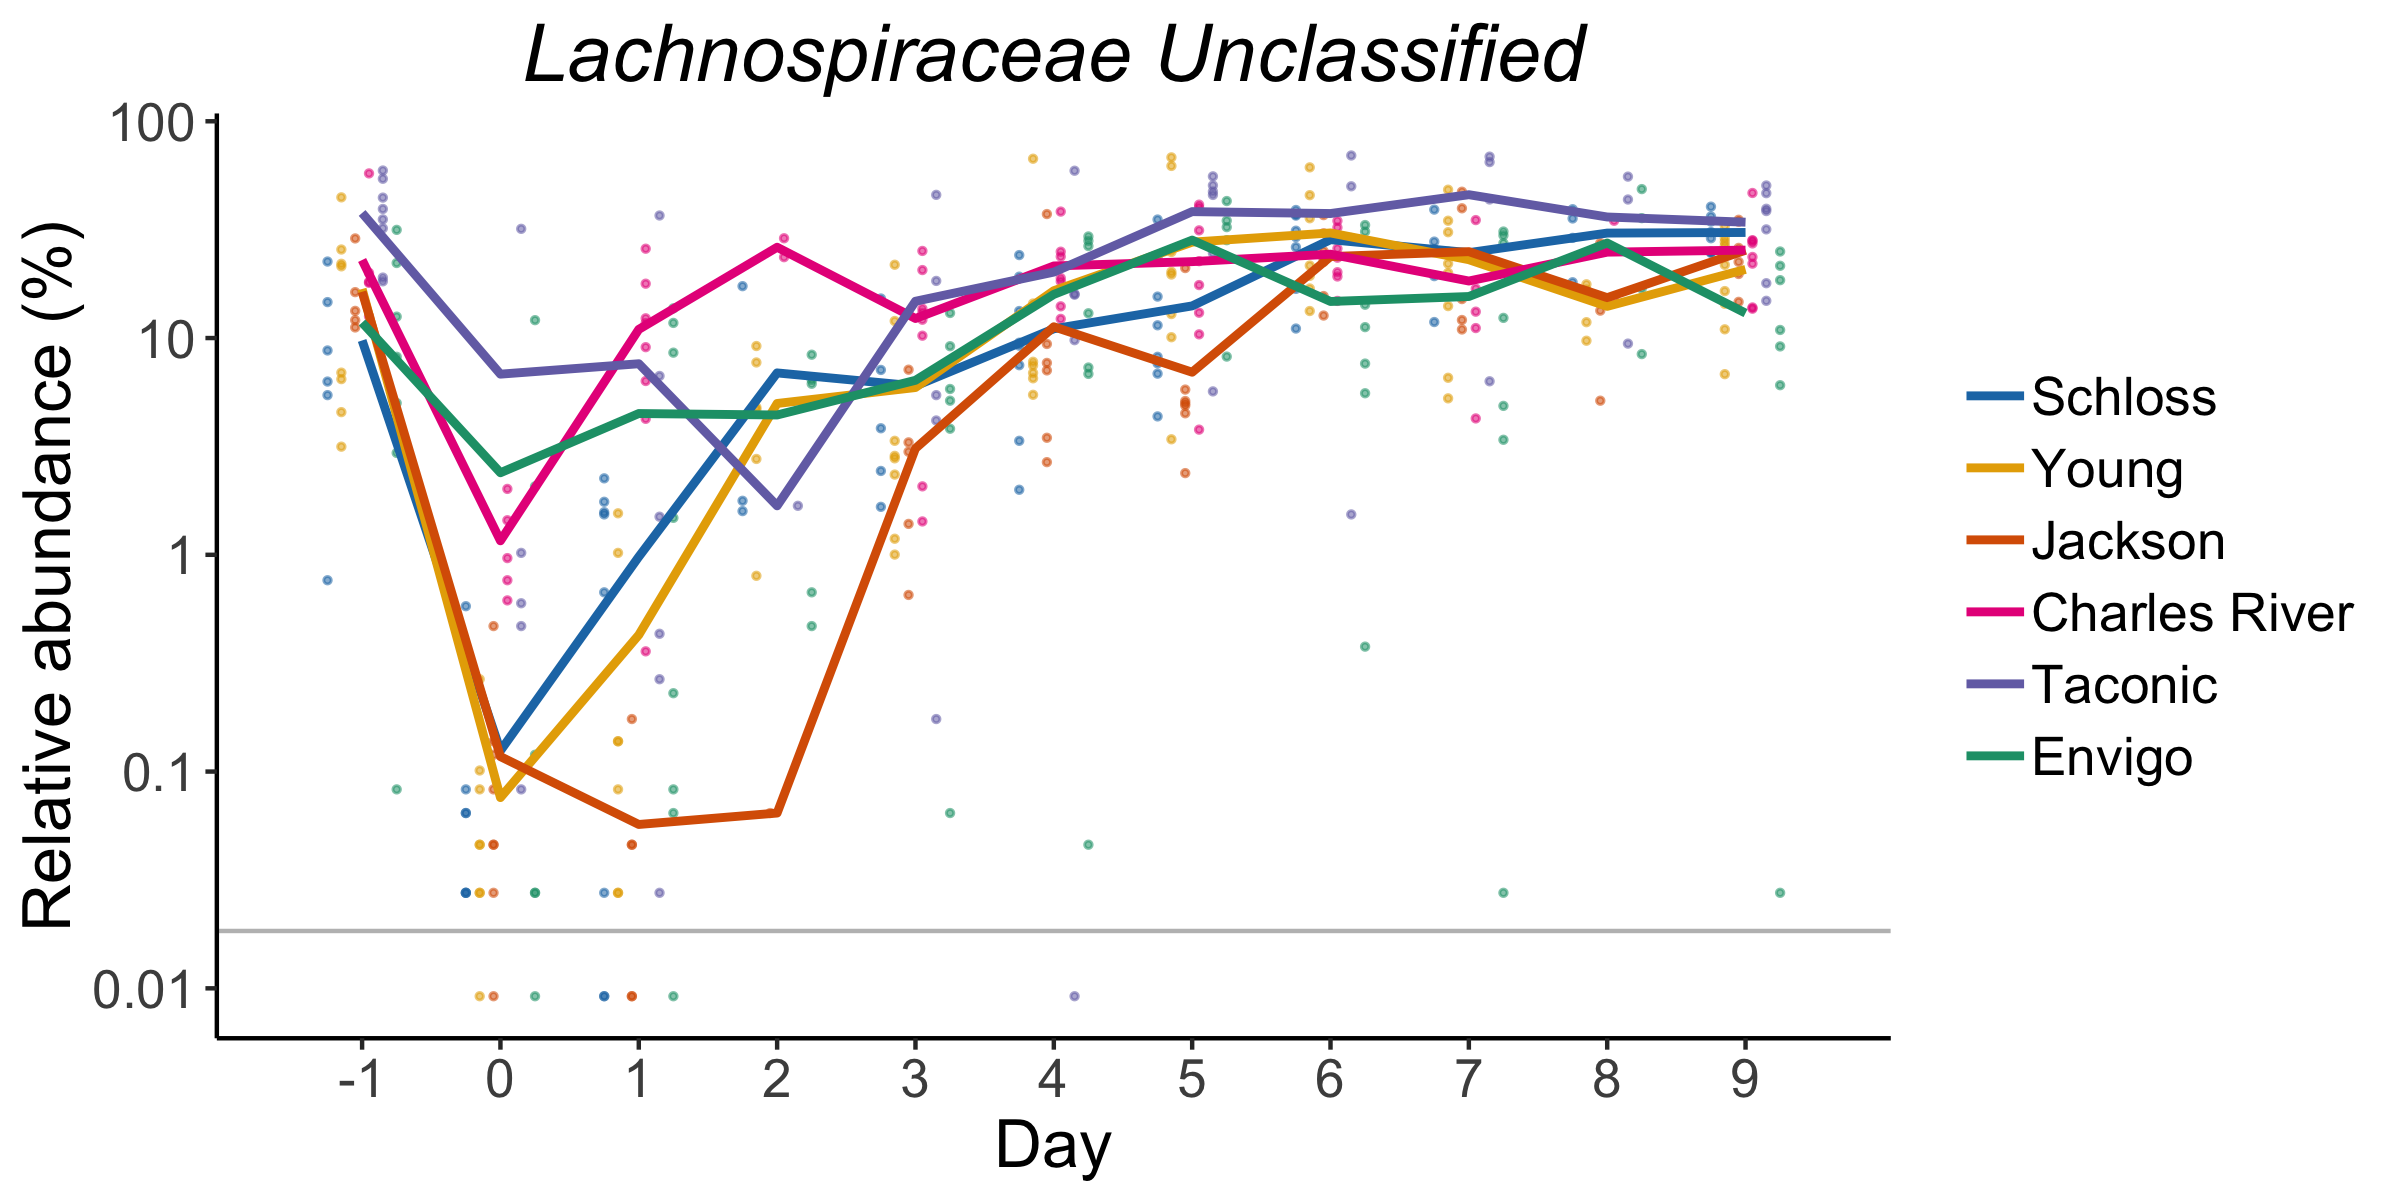 Lachnospiraceae Unclassified
Relative abundance (%)
100
10
1
0.1
0.01
-1 0 1 2 3 4 5 6 7 8 9
Day
Schloss
Young
Jackson
Charles River
Taconic
Envigo